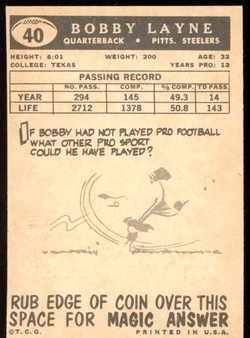 40
BOBBY LAYNE
QUARTERBACK • PITTS. STEELERS
HEIGHT: 6:01 WEIGHT: 200 AGE: 32
COLLEGE: TEXAS YEARS PRO: 12
PASSING RECORD
NO. PASS. COMP. % COMP. TD PASS
YEAR 294 145 49.3 14
LIFE 2712 1378 50.8 143
IF BOBBY HAD NOT PLAYED PRO FOOTBALL
WHAT OTHER PRO SPORT
COULD HE HAVE PLAYED?
RUB EDGE OF COIN OVER THIS
SPACE FOR MAGIC ANSWER
©T.C.G. PRINTED IN U.S.A.